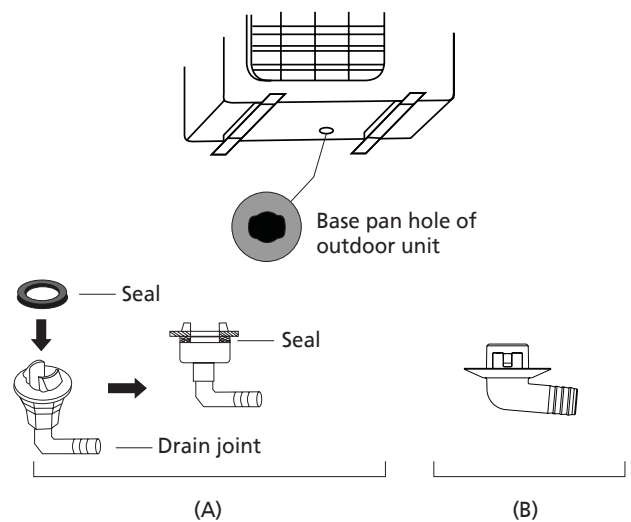 Base pan hole of
outdoor unit
Seal
Seal
Drain joint
(A)
(B)